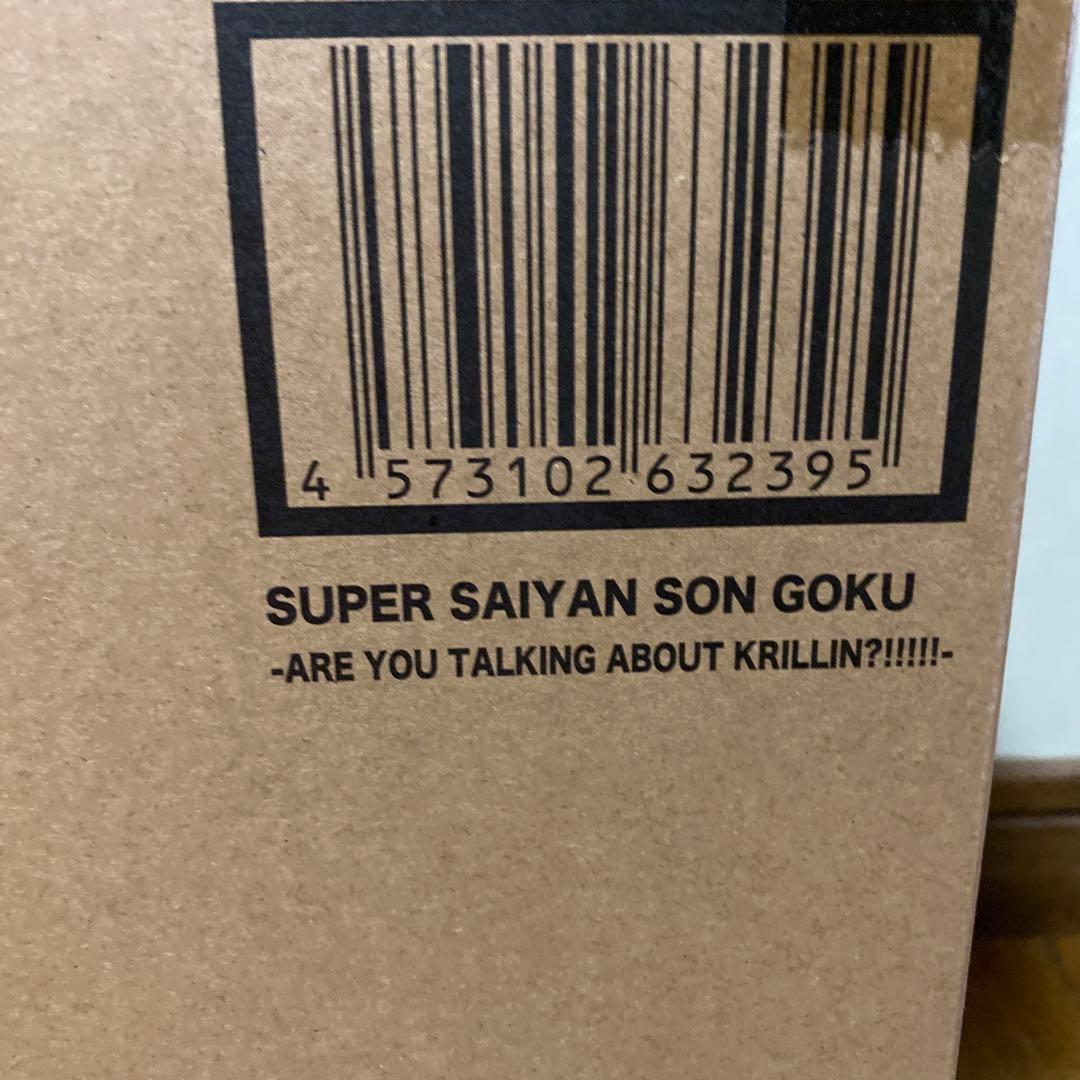 4 573102 632395
SUPER SAIYAN SON GOKU
-ARE YOU TALKING ABOUT KRILLIN?!!!!!-